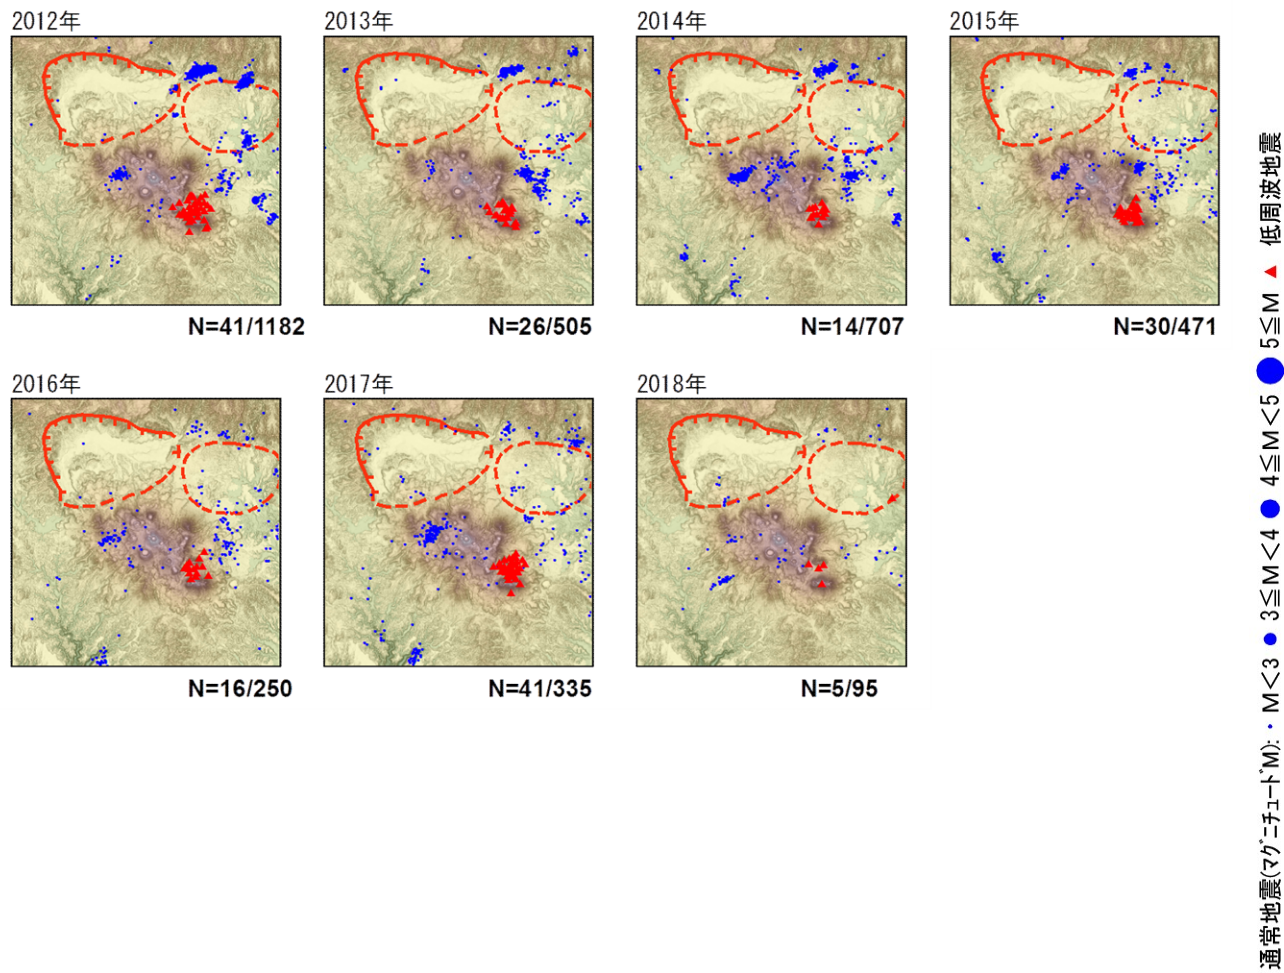 2012年
2013年
2014年
2015年
N=41/1182
N=26/505
N=14/707
N=30/471
2016年
2017年
2018年
N=16/250
N=41/335
N=5/95
通常地震(マグニチュードM): ・ M<3 ● 3≦M<4 ● 4≦M<5 ● 5≦M ▲ 低周波地震